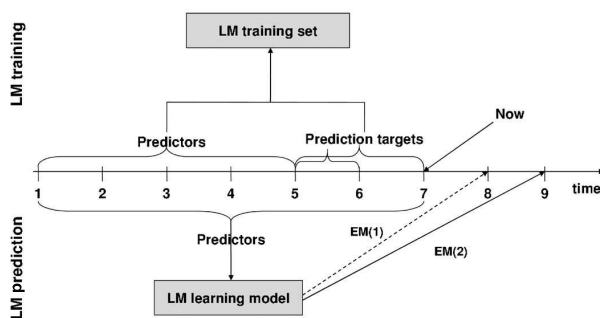 LM training
LM training set
Now
Predictors
Prediction targets
1 2 3 4 5 6 7 8 9 time
LM prediction
Predictors
EM(1)
EM(2)
LM learning model